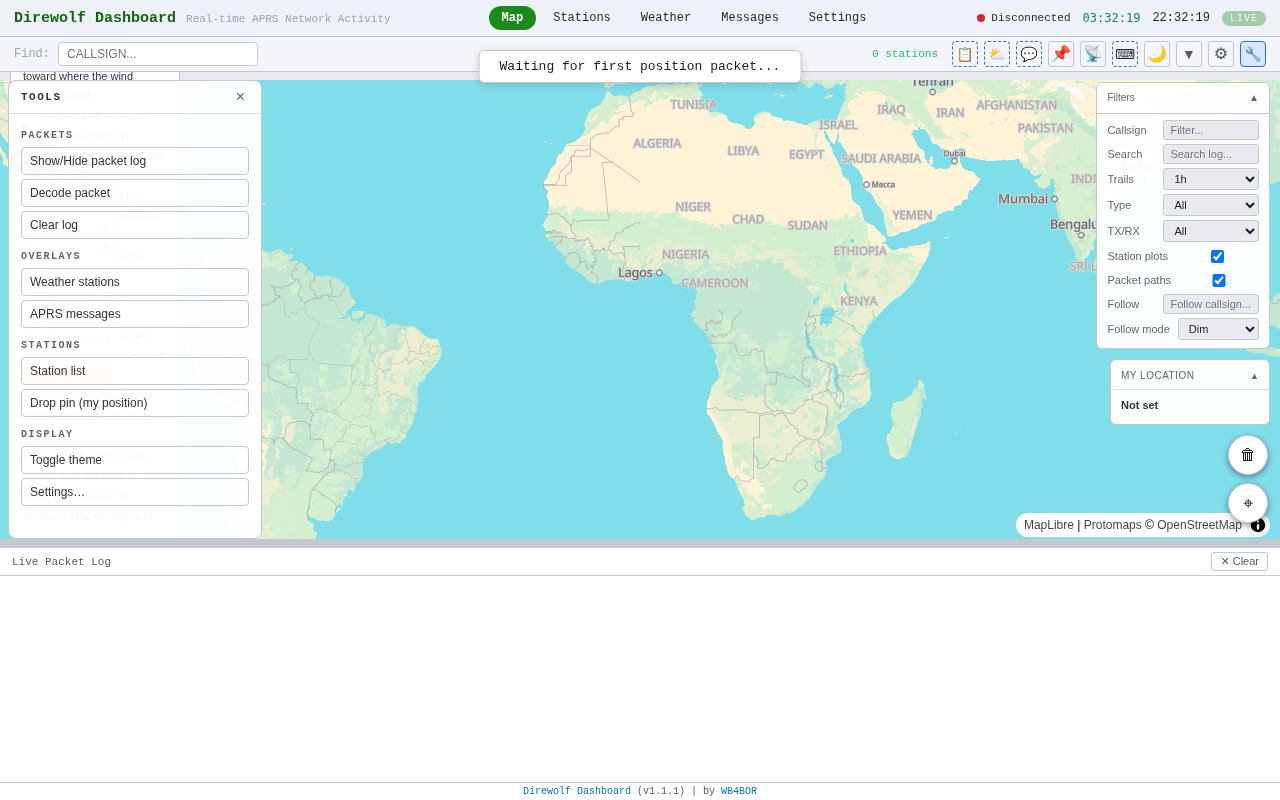 Direwolf Dashboard Real-time APRS Network Activity
Map Stations Weather Messages Settings
Disconnected 03:32:19 22:32:19 LIVE
Find: CALLSIGN...
0 stations
Waiting for first position packet...
toward where the wind
TOOLS ×
PACKETS
Show/Hide packet log
Decode packet
Clear log
OVERLAYS
Weather stations
APRS messages
STATIONS
Station list
Drop pin (my position)
DISPLAY
Toggle theme
Settings...
Tehran
TUNISIA
IRAQ
IRAN
AFGHANISTAN
ISRAEL
PAKISTAN
ALGERIA
LIBYA
EGYPT
SAUDI ARABIA
Dubai
Mecca
Mumbai
NIGER
CHAD
SUDAN
YEMEN
NIGERIA
ETHIOPIA
Lagos
CAMEROON
KENYA
Filters ▲
Callsign Filter...
Search Search log...
Trails 1h
Type All
TX/RX All
Station plots
Packet paths
Follow Follow callsign...
Follow mode Dim
MY LOCATION ▲
Not set
MapLibre | Protomaps © OpenStreetMap
Live Packet Log
✕ Clear
Direwolf Dashboard (v1.1.1) | by WB4BOR